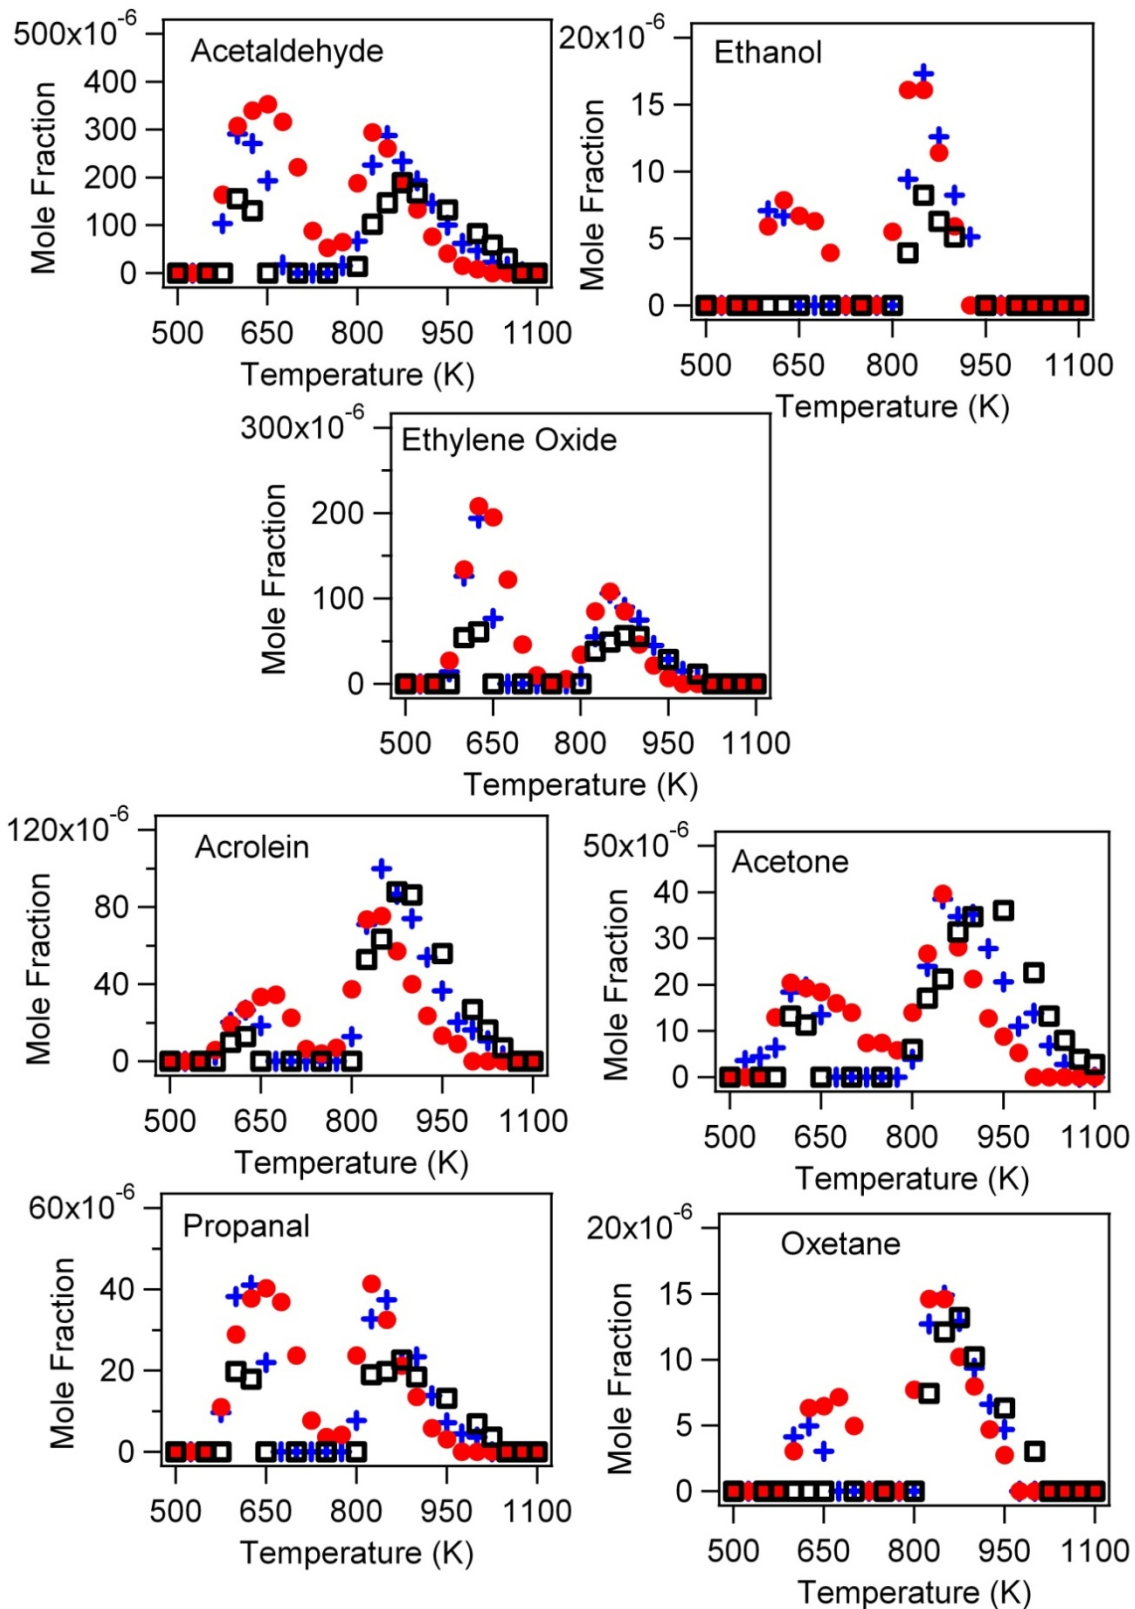 Acetaldehyde
500x10-6
400
300
200
100
0
Mole Fraction
500 650 800 950 1100
Temperature (K)
Ethanol
20x10-6
15
10
5
0
Mole Fraction
500 650 800 950 1100
Temperature (K)
Ethylene Oxide
300x10-6
200
100
0
Mole Fraction
500 650 800 950 1100
Temperature (K)
Acrolein
120x10-6
80
40
0
Mole Fraction
500 650 800 950 1100
Temperature (K)
Acetone
50x10-6
40
30
20
10
0
Mole Fraction
500 650 800 950 1100
Temperature (K)
Propanal
60x10-6
40
20
0
Mole Fraction
500 650 800 950 1100
Temperature (K)
Oxetane
20x10-6
15
10
5
0
Mole Fraction
500 650 800 950 1100
Temperature (K)